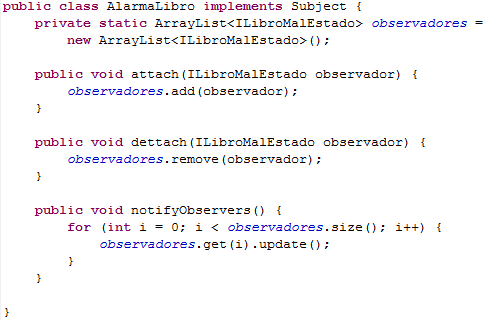 public class AlarmaLibro implements Subject {
    private static ArrayList<ILibroMalEstado> observadores =
        new ArrayList<ILibroMalEstado>();

    public void attach(ILibroMalEstado observador) {
        observadores.add(observador);
    }

    public void dettach(ILibroMalEstado observador) {
        observadores.remove(observador);
    }

    public void notifyObservers() {
        for (int i = 0; i < observadores.size(); i++) {
            observadores.get(i).update();
        }
    }

}